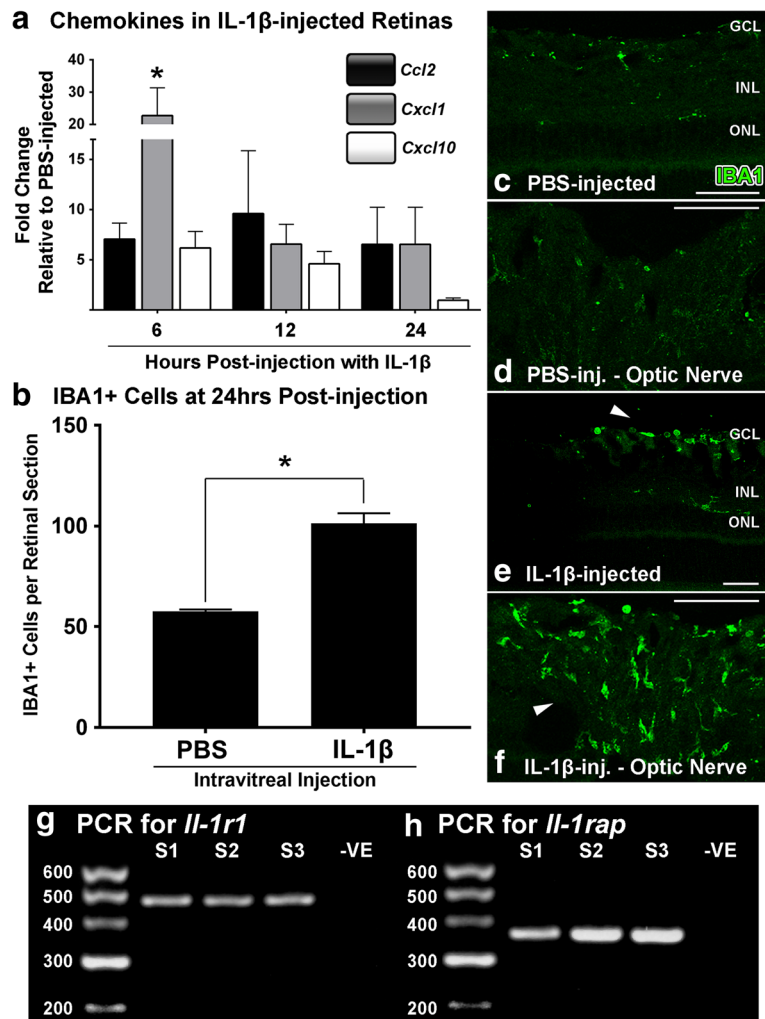 a Chemokines in IL-1β-injected Retinas
Fold Change
Relative to PBS-injected
40
30
20
10
5
*
Ccl2
Cxcl1
Cxcl10
6 12 24
Hours Post-injection with IL-1β
b IBA1+ Cells at 24hrs Post-injection
IBA1+ Cells per Retinal Section
150
100
50
0
*
PBS IL-1β
Intravitreal Injection
GCL
INL
ONL
IBA1
c PBS-injected
d PBS-inj. - Optic Nerve
GCL
INL
ONL
e IL-1β-injected
f IL-1β-inj. - Optic Nerve
g PCR for Il-1r1
S1 S2 S3 -VE
600
500
400
300
200
h PCR for Il-1rap
S1 S2 S3 -VE
600
500
400
300
200